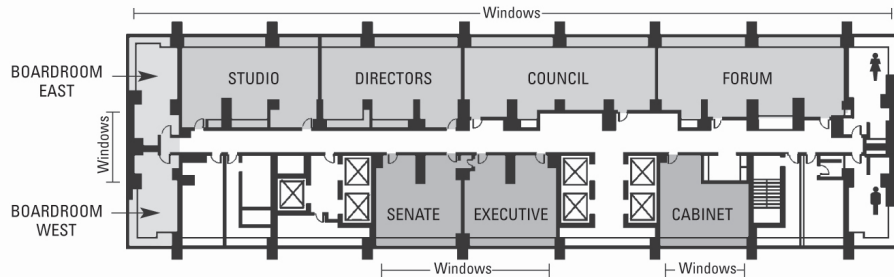 Windows
BOARDROOM
EAST
STUDIO
DIRECTORS
COUNCIL
FORUM
Windows
BOARDROOM
WEST
SENATE
EXECUTIVE
CABINET
Windows
Windows